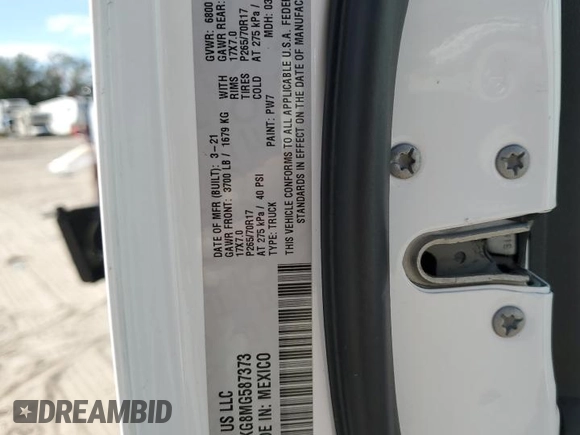 US LLC
KG8MG587373
DE IN: MEXICO
DATE OF MFR (BUILT): 3-21
GAWR FRONT: 3700 LB / 1679 KG
17X7.0
P265/70R17
AT 275 kPa / 40 PSI
TYPE: TRUCK
WITH
RIMS
TIRES
COLD
PAINT: PW7
GVWR: 6800
GAWR REAR:
17X7.0
P265/70R17
AT 275 kPa /
MDH: 03
THIS VEHICLE CONFORMS TO ALL APPLICABLE U.S.A. FEDER
STANDARDS IN EFFECT ON THE DATE OF MANUFAC
DREDBIDDER